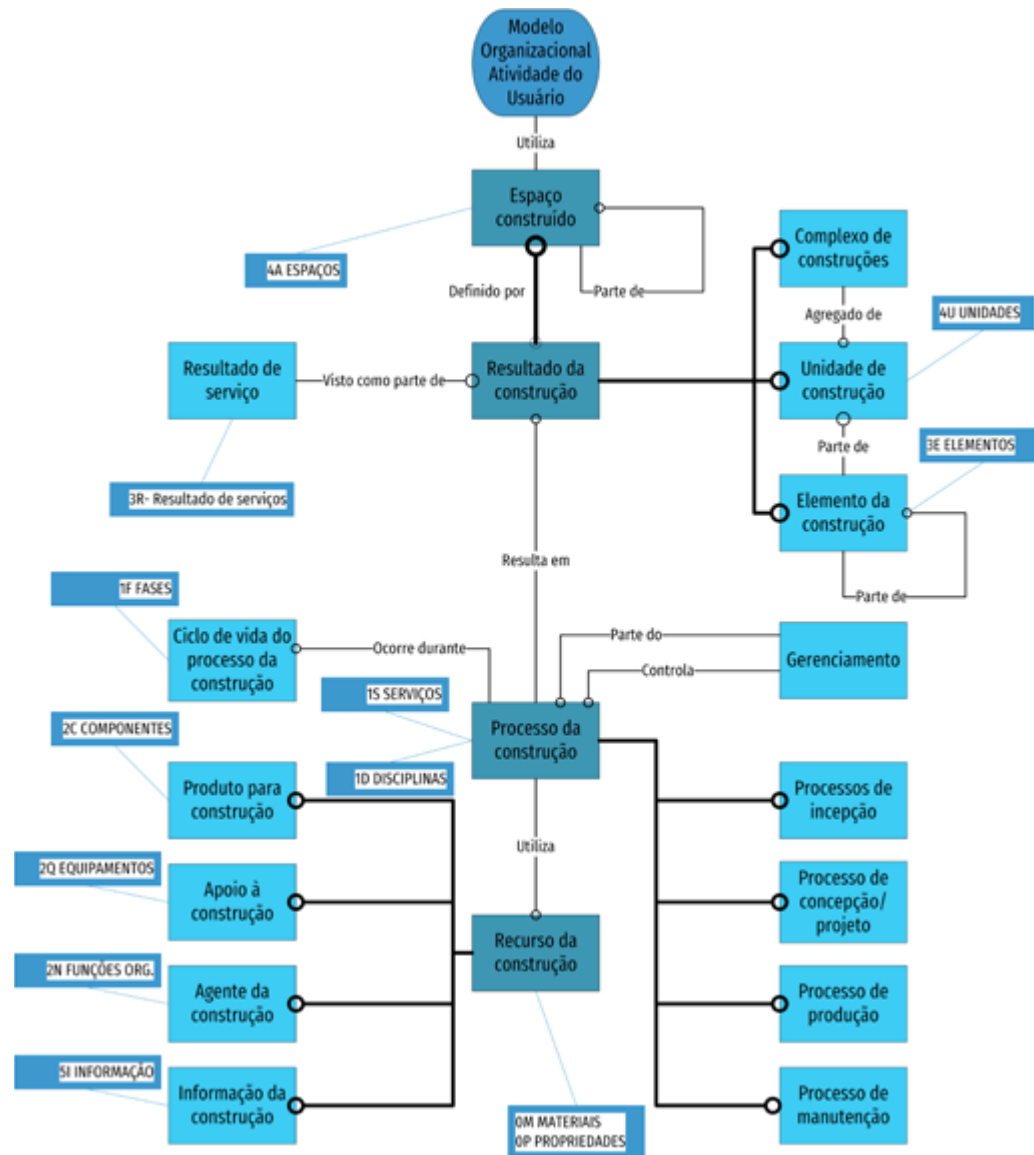 Modelo
Organizacional
Atividade do
Usuário
Utiliza
Espaço
construído
4A ESPAÇOS
Definido por
Parte de
Complexo de
construções
Agregado de
4U UNIDADES
Resultado de
serviço
Visto como parte de
Resultado da
construção
Unidade de
construção
Parte de
3E ELEMENTOS
3R- Resultado de serviços
Elemento da
construção
Parte de
Resulta em
1F FASES
Ciclo de vida do
processo da
construção
Ocorre durante
Parte do
Controla
Gerenciamento
1S SERVIÇOS
2C COMPONENTES
Processo da
construção
1D DISCIPLINAS
Produto para
construção
Processos de
incepção
Utiliza
2Q EQUIPAMENTOS
Apoio à
construção
Processo de
concepção/
projeto
Recurso da
construção
2N FUNÇÕES ORG.
Agente da
construção
Processo de
produção
5I INFORMAÇÃO
Informação da
construção
Processo de
manutenção
0M MATERIAIS
0P PROPRIEDADES